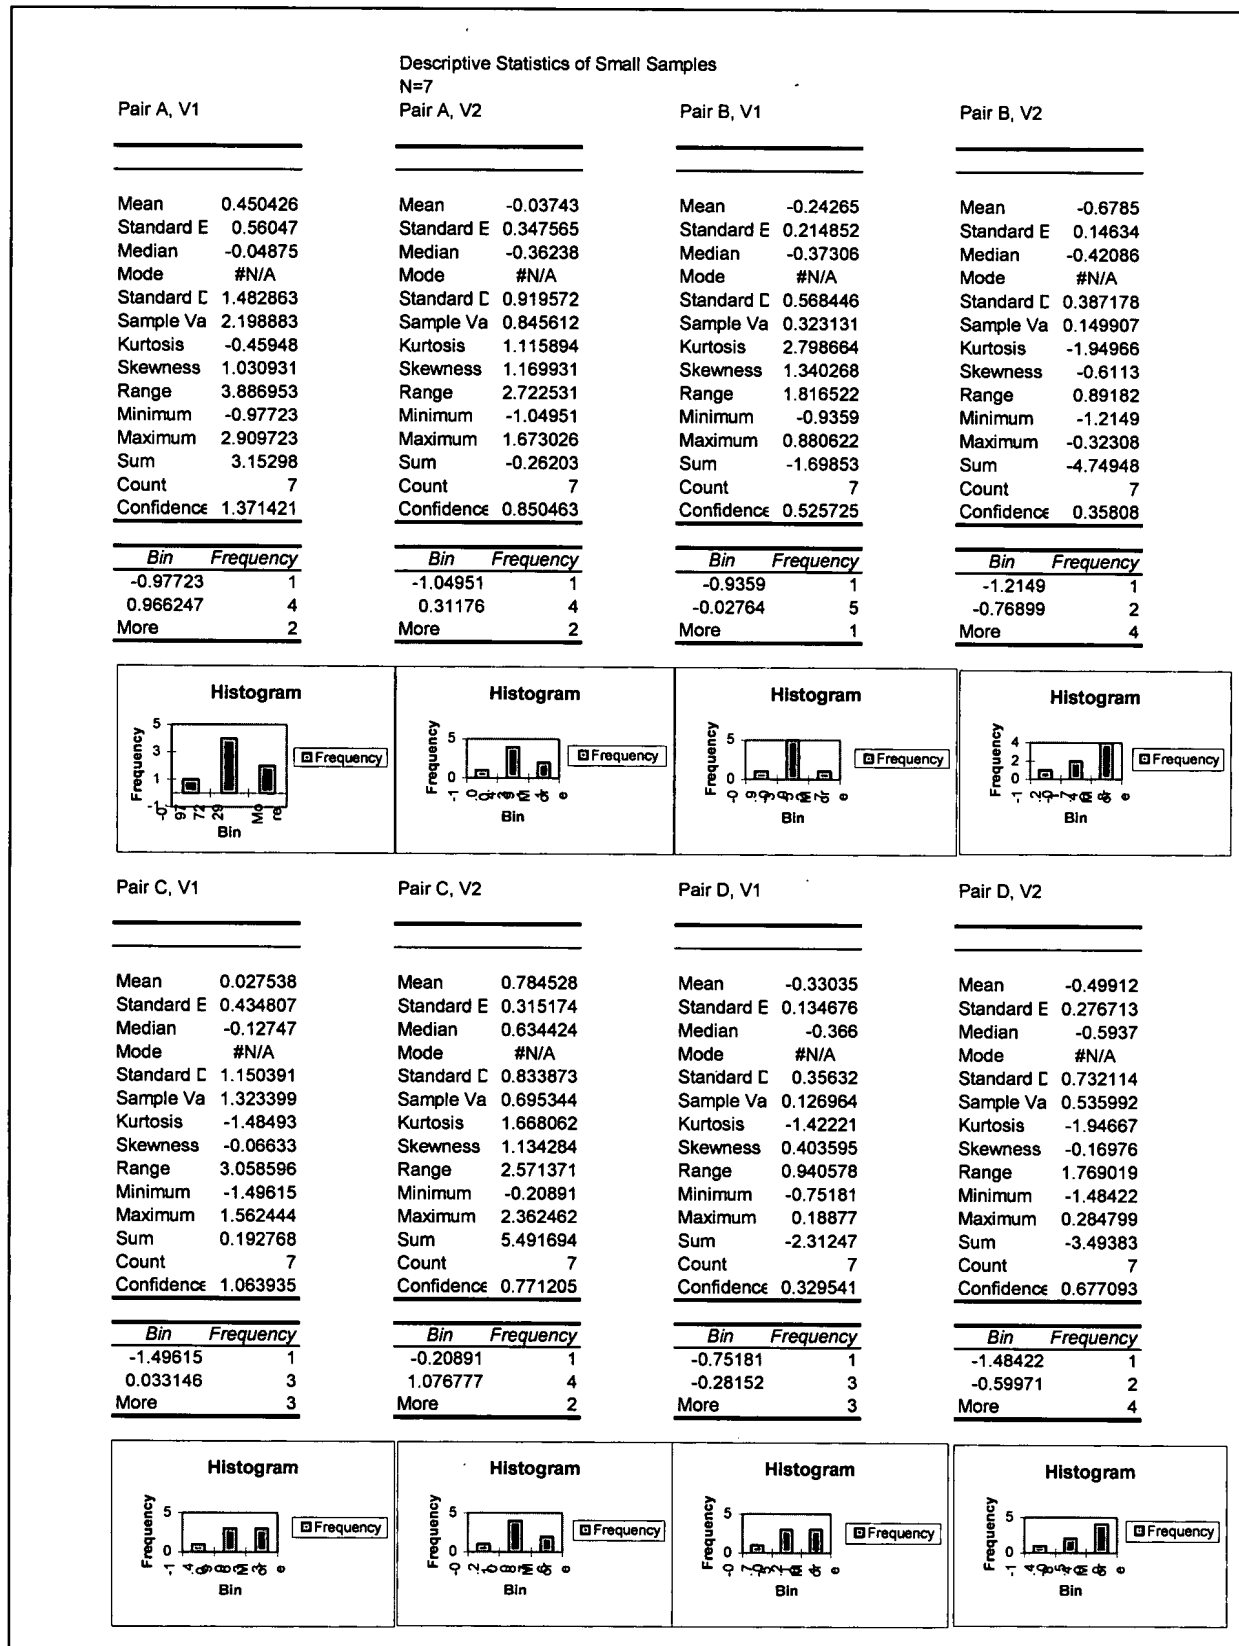 Descriptive Statistics of Small Samples
N=7
Pair A, V1
Mean 0.450426
Standard E 0.56047
Median -0.04875
Mode #N/A
Standard D 1.482863
Sample Va 2.198883
Kurtosis -0.45948
Skewness 1.030931
Range 3.886953
Minimum -0.97723
Maximum 2.909723
Sum 3.15298
Count 7
Confidence 1.371421
Bin Frequency
-0.97723 1
0.966247 4
More 2
Histogram
Frequency
5
3
1
-1
Bin
Frequency
Pair A, V2
Mean -0.03743
Standard E 0.347565
Median -0.36238
Mode #N/A
Standard D 0.919572
Sample Va 0.845612
Kurtosis 1.115894
Skewness 1.169931
Range 2.722531
Minimum -1.04951
Maximum 1.673026
Sum -0.26203
Count 7
Confidence 0.850463
Bin Frequency
-1.04951 1
0.31176 4
More 2
Histogram
Frequency
5
0
Bin
Frequency
Pair B, V1
Mean -0.24265
Standard E 0.214852
Median -0.37306
Mode #N/A
Standard D 0.568446
Sample Va 0.323131
Kurtosis 2.798664
Skewness 1.340268
Range 1.816522
Minimum -0.9359
Maximum 0.880622
Sum -1.69853
Count 7
Confidence 0.525725
Bin Frequency
-0.9359 1
-0.02764 5
More 1
Histogram
Frequency
5
0
Bin
Frequency
Pair B, V2
Mean -0.6785
Standard E 0.14634
Median -0.42086
Mode #N/A
Standard D 0.387178
Sample Va 0.149907
Kurtosis -1.94966
Skewness -0.6113
Range 0.89182
Minimum -1.2149
Maximum -0.32308
Sum -4.74948
Count 7
Confidence 0.35808
Bin Frequency
-1.2149 1
-0.76899 2
More 4
Histogram
Frequency
4
2
0
Bin
Frequency
Pair C, V1
Mean 0.027538
Standard E 0.434807
Median -0.12747
Mode #N/A
Standard D 1.150391
Sample Va 1.323399
Kurtosis -1.48493
Skewness -0.06633
Range 3.058596
Minimum -1.49615
Maximum 1.562444
Sum 0.192768
Count 7
Confidence 1.063935
Bin Frequency
-1.49615 1
0.033146 3
More 3
Histogram
Frequency
5
0
Bin
Frequency
Pair C, V2
Mean 0.784528
Standard E 0.315174
Median 0.634424
Mode #N/A
Standard D 0.833873
Sample Va 0.695344
Kurtosis 1.668062
Skewness 1.134284
Range 2.571371
Minimum -0.20891
Maximum 2.362462
Sum 5.491694
Count 7
Confidence 0.771205
Bin Frequency
-0.20891 1
1.076777 4
More 2
Histogram
Frequency
5
0
Bin
Frequency
Pair D, V1
Mean -0.33035
Standard E 0.134676
Median -0.366
Mode #N/A
Standard D 0.35632
Sample Va 0.126964
Kurtosis -1.42221
Skewness 0.403595
Range 0.940578
Minimum -0.75181
Maximum 0.18877
Sum -2.31247
Count 7
Confidence 0.329541
Bin Frequency
-0.75181 1
-0.28152 3
More 3
Histogram
Frequency
5
0
Bin
Frequency
Pair D, V2
Mean -0.49912
Standard E 0.276713
Median -0.5937
Mode #N/A
Standard D 0.732114
Sample Va 0.535992
Kurtosis -1.94667
Skewness -0.16976
Range 1.769019
Minimum -1.48422
Maximum 0.284799
Sum -3.49383
Count 7
Confidence 0.677093
Bin Frequency
-1.48422 1
-0.59971 2
More 4
Histogram
Frequency
5
0
Bin
Frequency